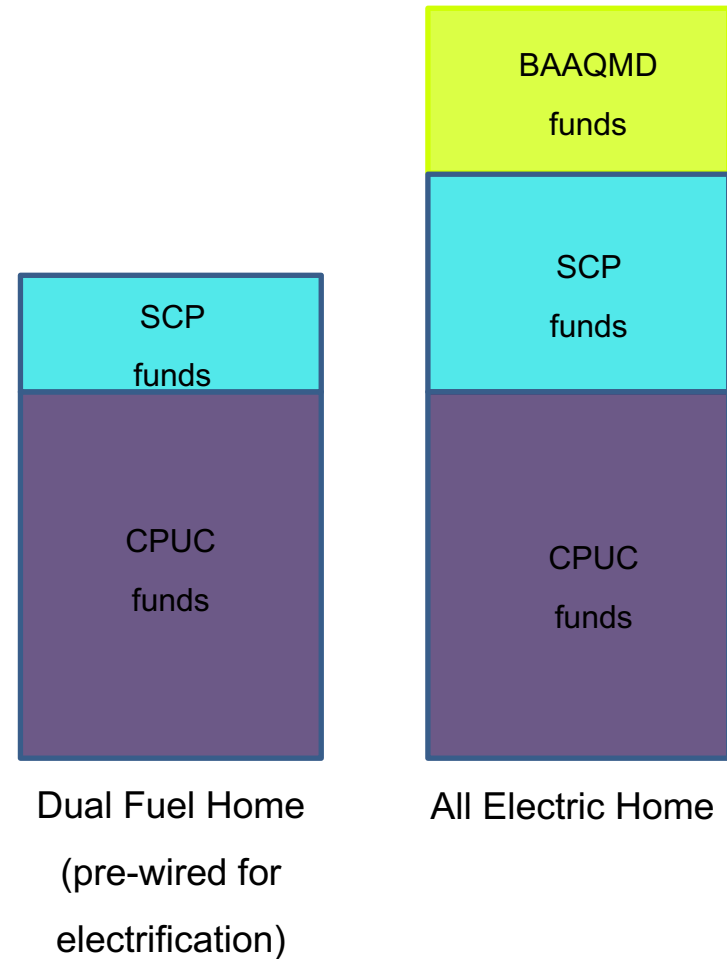 BAAQMD
funds
SCP
funds
SCP
funds
CPUC
funds
CPUC
funds
Dual Fuel Home
(pre-wired for
electrification)
All Electric Home